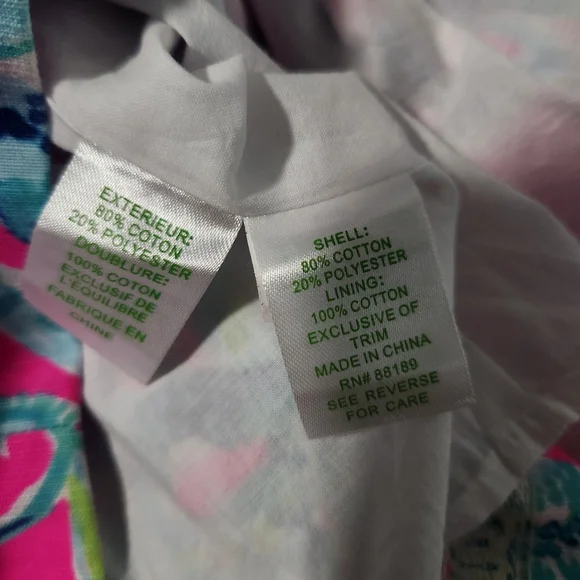 EXTERIEUR:
80% COTON
20% POLYESTER
DOUBLURE:
100% COTON
EXCLUSIF DE
L'ÉQUILIBRE
FABRIQUE EN
CHINE
SHELL:
80% COTTON
20% POLYESTER
LINING:
100% COTTON
EXCLUSIVE OF
TRIM
MADE IN CHINA
RN# 88189
SEE REVERSE
FOR CARE